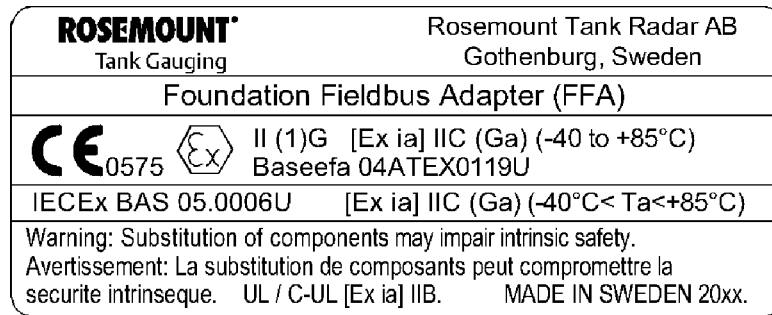 ROSEMOUNT® Rosemount Tank Radar AB
Tank Gauging Gothenburg, Sweden
Foundation Fieldbus Adapter (FFA)
CE0575 Ex II (1)G [Ex ia] IIC (Ga) (-40 to +85°C)
Baseefa 04ATEX0119U
IECEx BAS 05.0006U [Ex ia] IIC (Ga) (-40°C< Ta<+85°C)
Warning: Substitution of components may impair intrinsic safety.
Avertissement: La substitution de composants peut compromettre la
securite intrinseque. UL / C-UL [Ex ia] IIB. MADE IN SWEDEN 20xx.